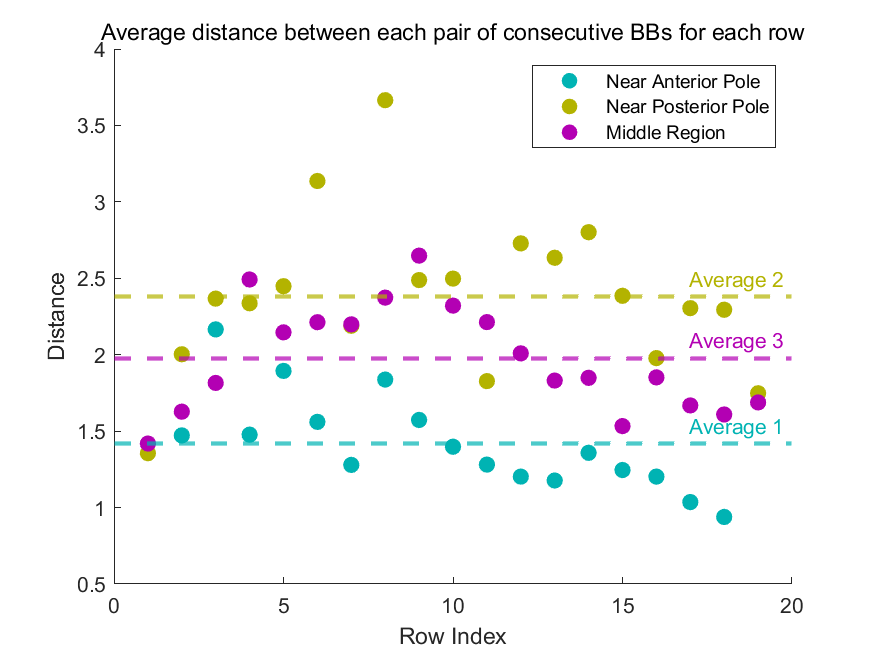 Average distance between each pair of consecutive BBs for each row
4
3.5
3
2.5
2
1.5
1
0.5
Distance
Near Anterior Pole
Near Posterior Pole
Middle Region
Average 2
Average 3
Average 1
0 5 10 15 20
Row Index